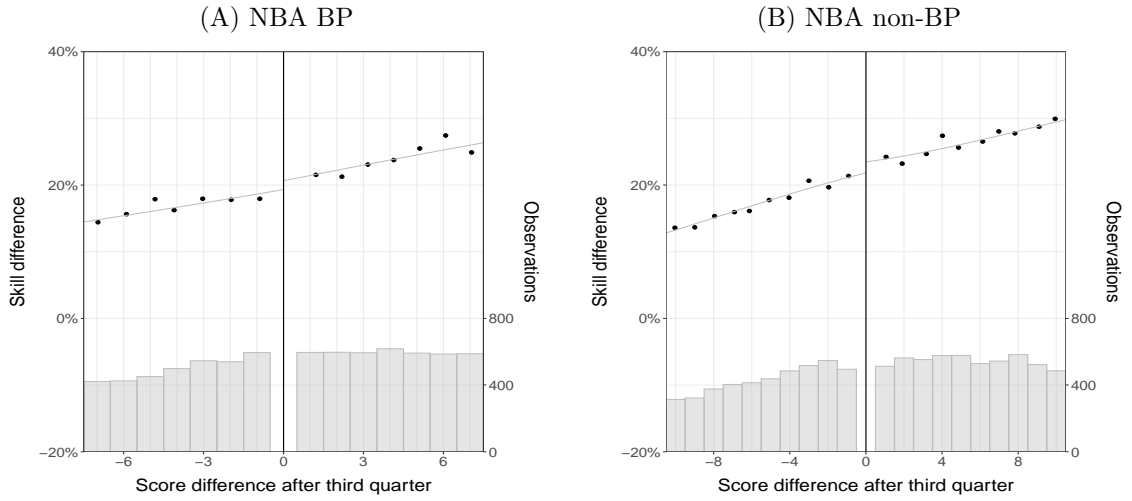 (A) NBA BP
40%
20%
0%
−20%
Skill difference
800
400
0
Observations
−6 −3 0 3 6
Score difference after third quarter
(B) NBA non-BP
40%
20%
0%
−20%
Skill difference
800
400
0
Observations
−8 −4 0 4 8
Score difference after third quarter